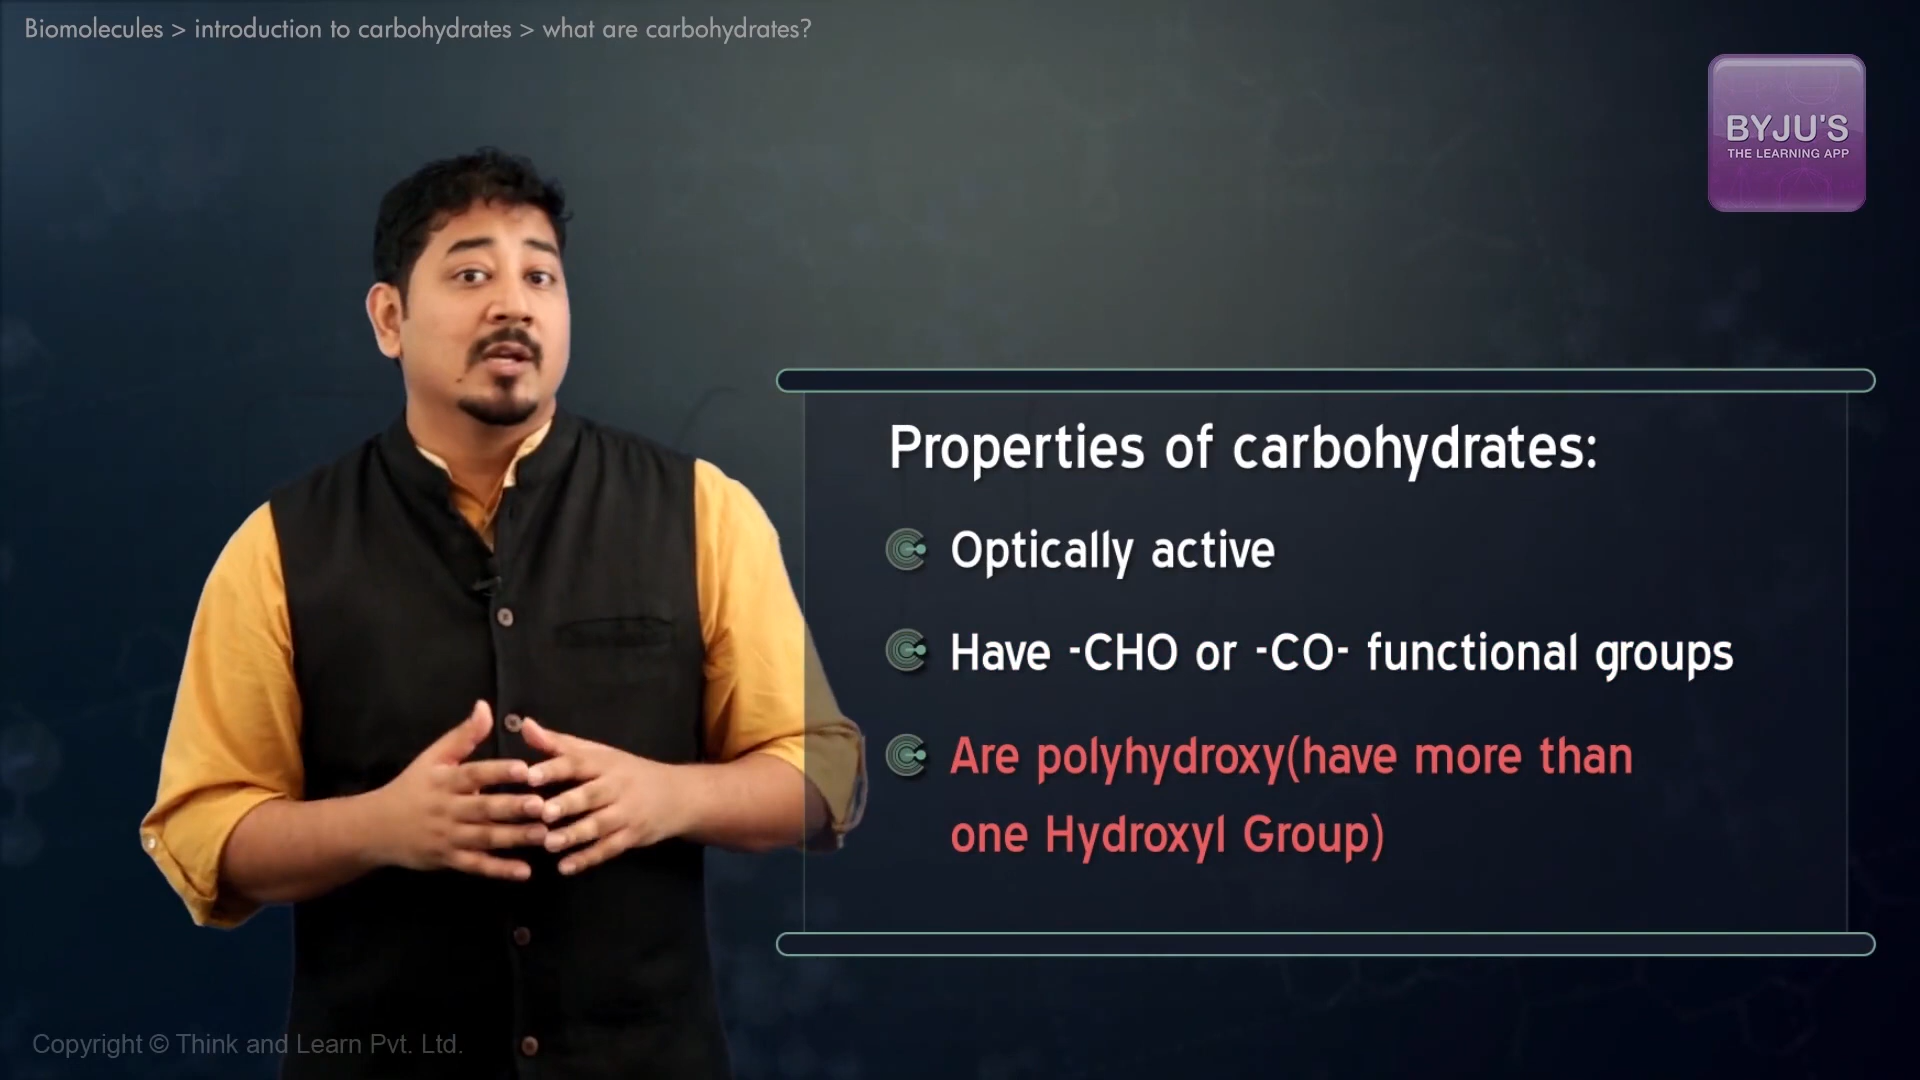 Biomolecules > introduction to carbohydrates > what are carbohydrates?
BYJU'S
THE LEARNING APP
Properties of carbohydrates:
Optically active
Have -CHO or -CO- functional groups
Are polyhydroxy(have more than
one Hydroxyl Group)
Copyright © Think and Learn Pvt. Ltd.